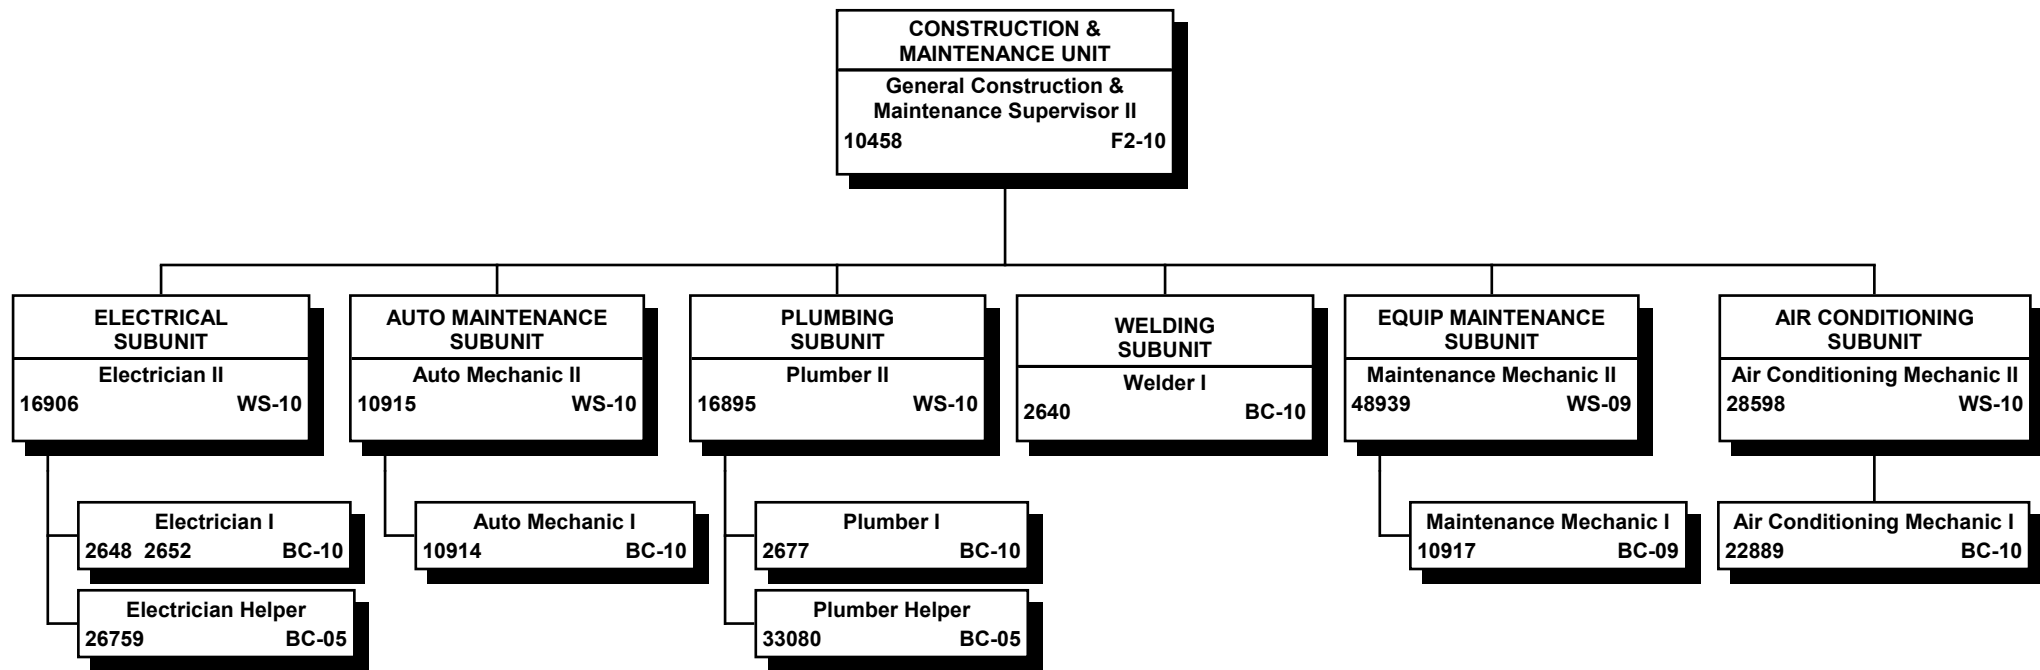 CONSTRUCTION &
MAINTENANCE UNIT
General Construction &
Maintenance Supervisor II
10458 F2-10
ELECTRICAL
SUBUNIT
Electrician II
16906 WS-10
AUTO MAINTENANCE
SUBUNIT
Auto Mechanic II
10915 WS-10
PLUMBING
SUBUNIT
Plumber II
16895 WS-10
WELDING
SUBUNIT
Welder I
2640 BC-10
EQUIP MAINTENANCE
SUBUNIT
Maintenance Mechanic II
48939 WS-09
AIR CONDITIONING
SUBUNIT
Air Conditioning Mechanic II
28598 WS-10
Electrician I
2648 2652 BC-10
Auto Mechanic I
10914 BC-10
Plumber I
2677 BC-10
Maintenance Mechanic I
10917 BC-09
Air Conditioning Mechanic I
22889 BC-10
Electrician Helper
26759 BC-05
Plumber Helper
33080 BC-05